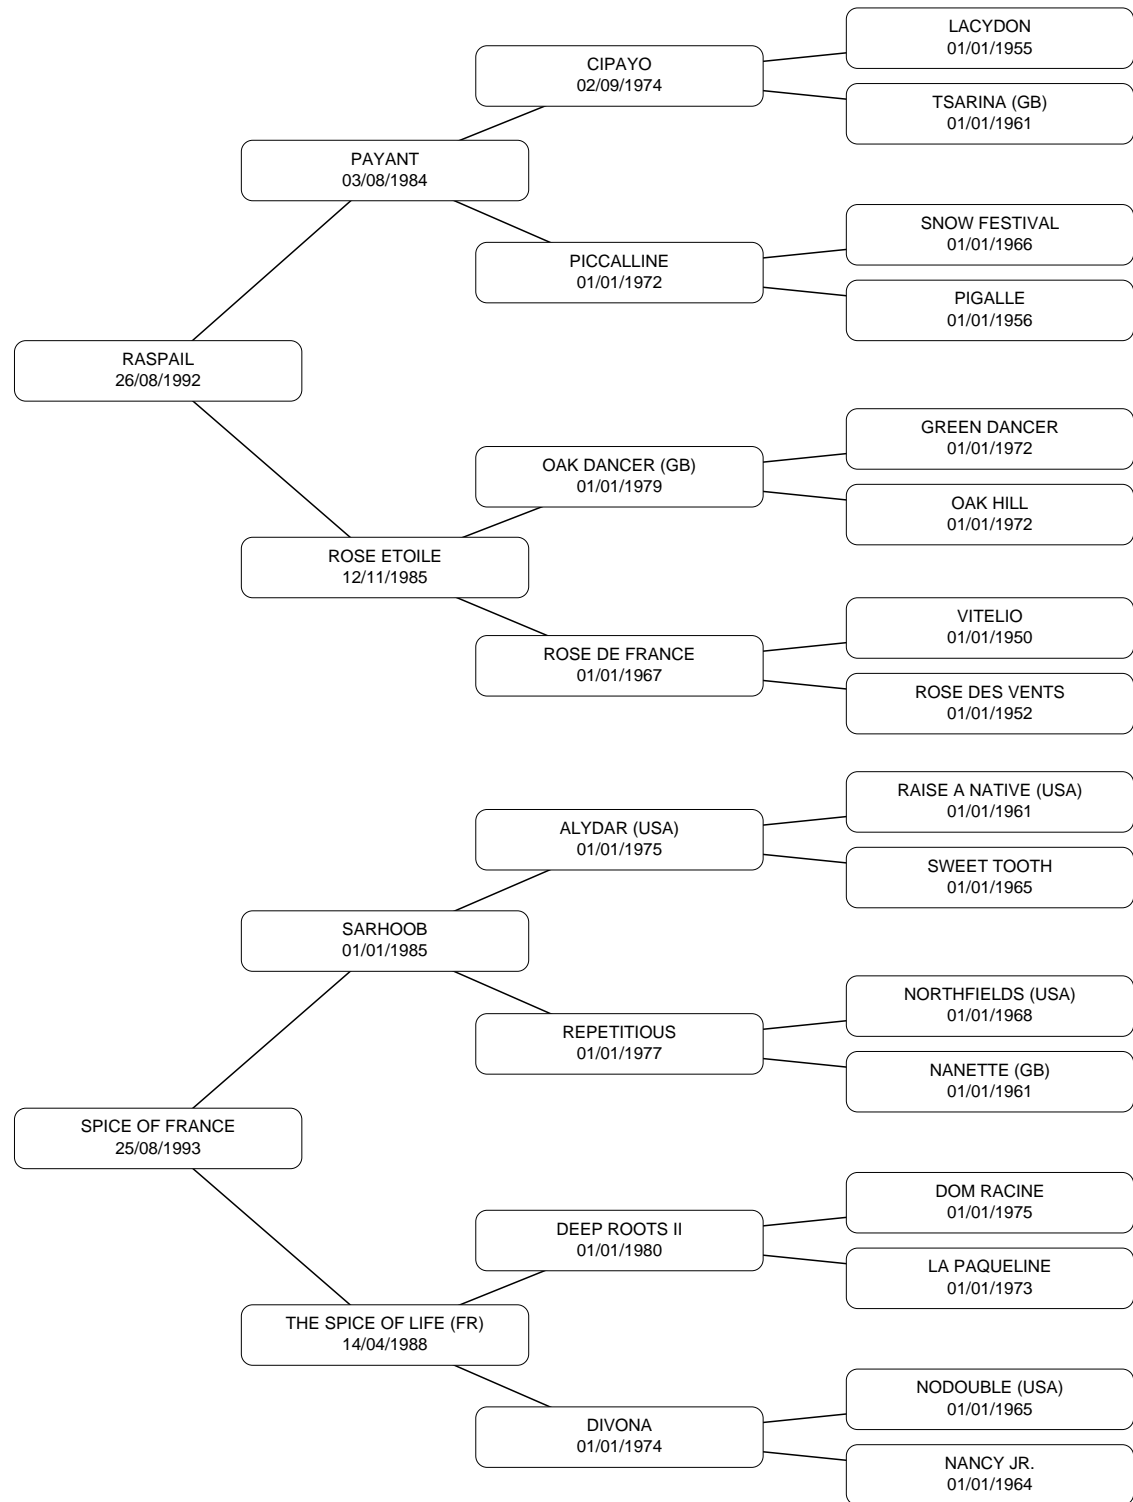 LACYDON
01/01/1955
CIPAYO
02/09/1974
TSARINA (GB)
01/01/1961
PAYANT
03/08/1984
SNOW FESTIVAL
01/01/1966
PICCALLINE
01/01/1972
PIGALLE
01/01/1956
RASPAIL
26/08/1992
GREEN DANCER
01/01/1972
OAK DANCER (GB)
01/01/1979
OAK HILL
01/01/1972
ROSE ETOILE
12/11/1985
VITELIO
01/01/1950
ROSE DE FRANCE
01/01/1967
ROSE DES VENTS
01/01/1952
RAISE A NATIVE (USA)
01/01/1961
ALYDAR (USA)
01/01/1975
SWEET TOOTH
01/01/1965
SARHOOB
01/01/1985
NORTHFIELDS (USA)
01/01/1968
REPETITIOUS
01/01/1977
NANETTE (GB)
01/01/1961
SPICE OF FRANCE
25/08/1993
DOM RACINE
01/01/1975
DEEP ROOTS II
01/01/1980
LA PAQUELINE
01/01/1973
THE SPICE OF LIFE (FR)
14/04/1988
NODOUBLE (USA)
01/01/1965
DIVONA
01/01/1974
NANCY JR.
01/01/1964